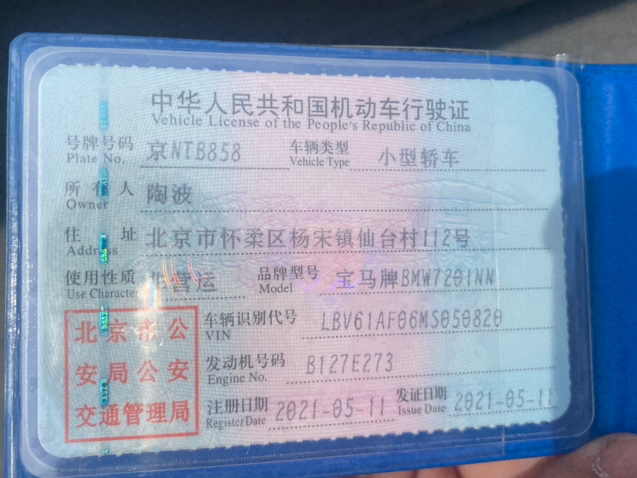 中华人民共和国机动车行驶证
Vehicle License of the People's Republic of China
号牌号码 Plate No. 京NTB858 车辆类型 Vehicle Type 小型轿车
所有人 Owner 陶波
住址 Address 北京市怀柔区杨宋镇仙台村112号
使用性质 Use Character 非营运 品牌型号 Model 宝马牌BMW7201NN
北京市公
安局公安
交通管理局
车辆识别代号 VIN LBV61AF06MS050820
发动机号码 Engine No. B127E273
注册日期 Register Date 2021-05-11 发证日期 Issue Date 2021-05-11